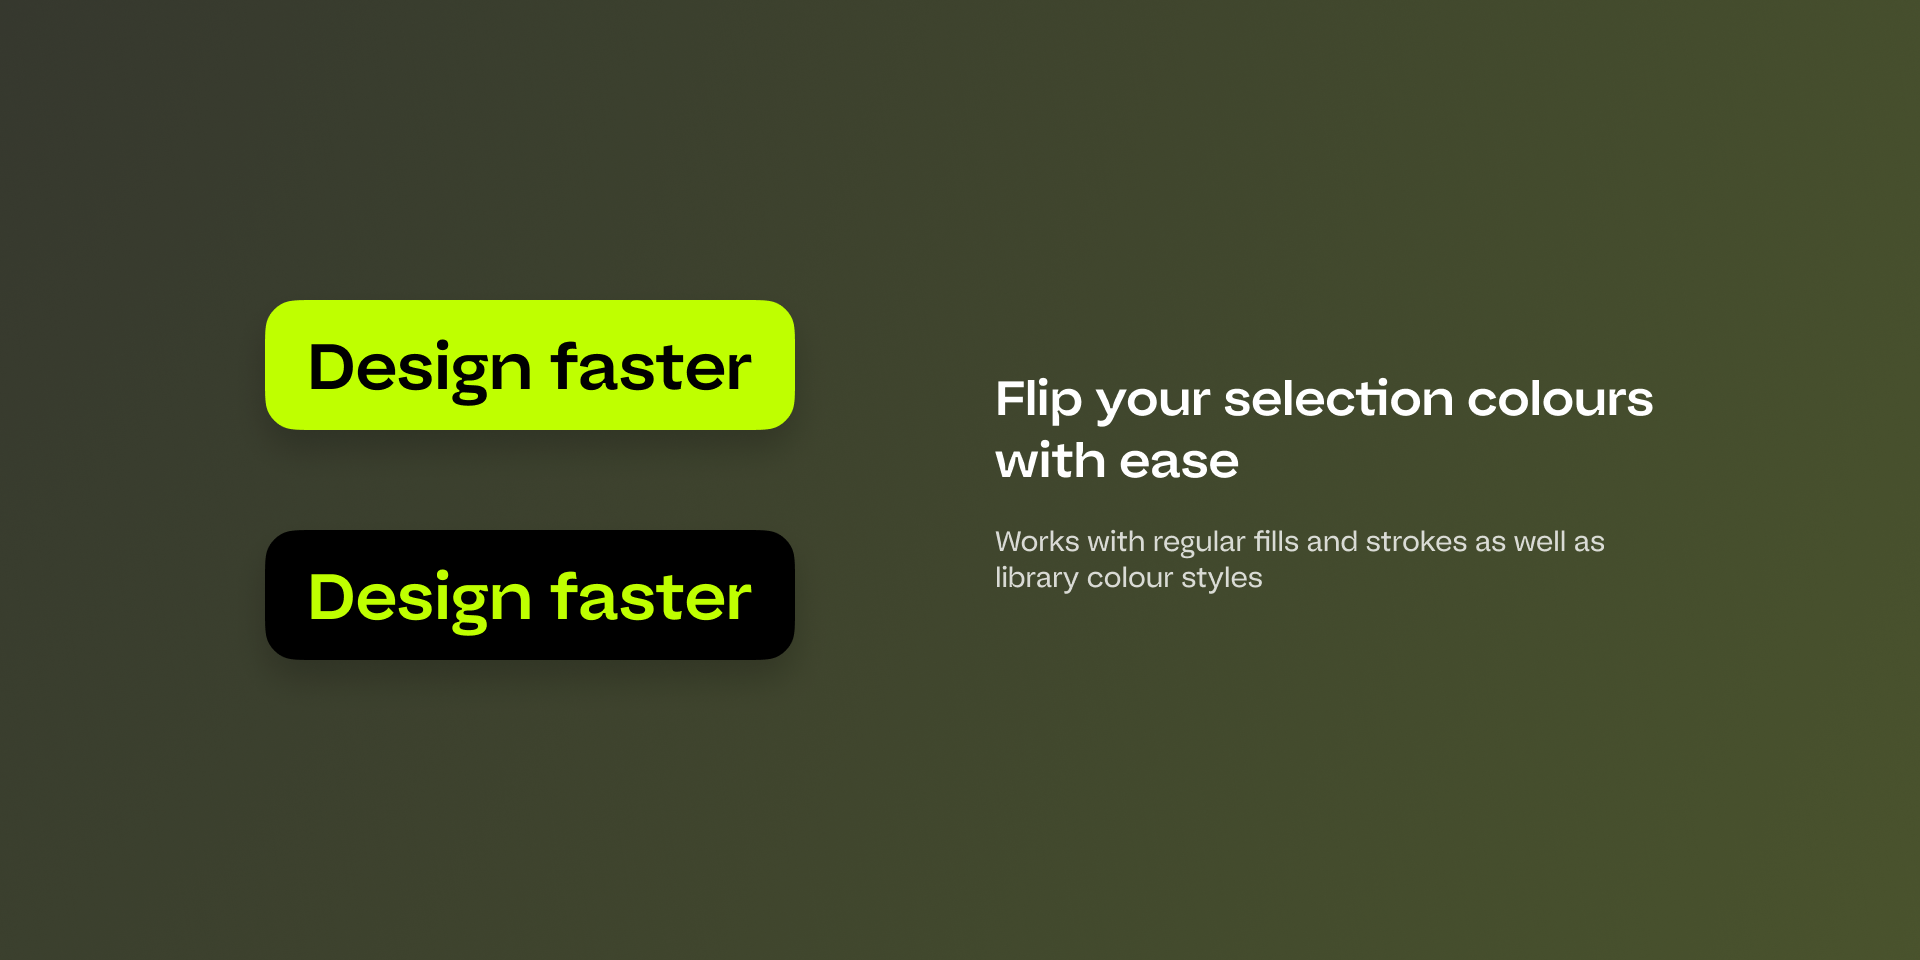 Design faster
Design faster
Flip your selection colours
with ease
Works with regular fills and strokes as well as
library colour styles